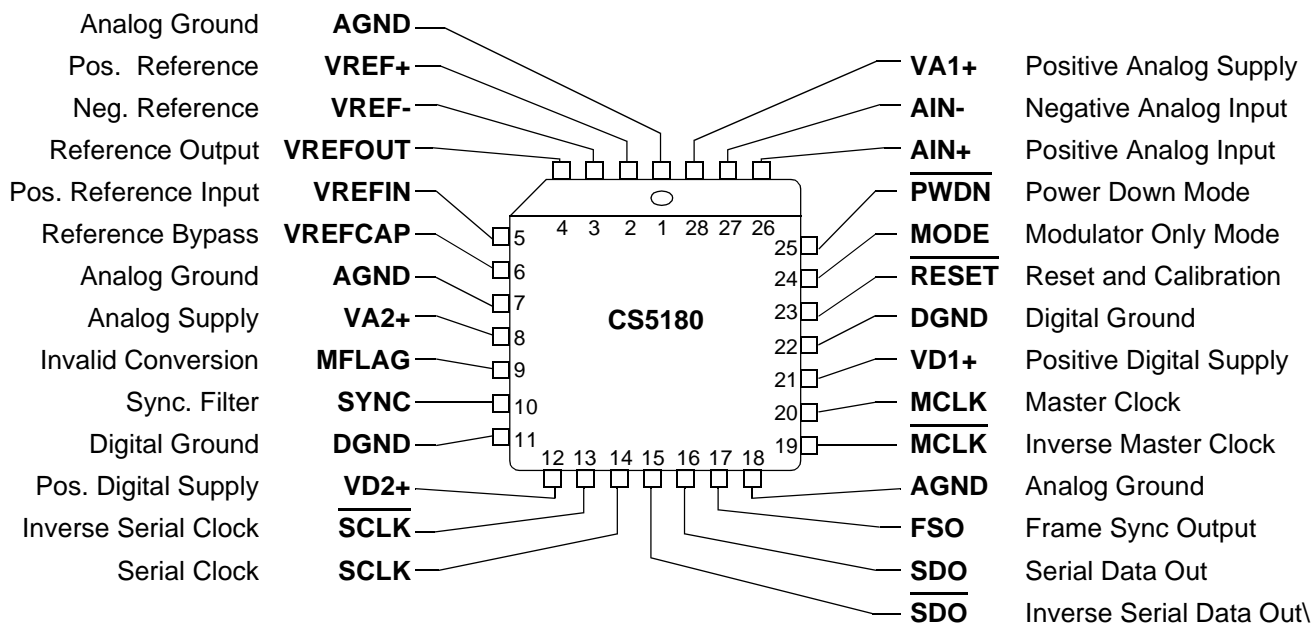 Analog Ground AGND
Pos. Reference VREF+
Neg. Reference VREF-
Reference Output VREFOUT
Pos. Reference Input VREFIN
Reference Bypass VREFCAP
Analog Ground AGND
Analog Supply VA2+
Invalid Conversion MFLAG
Sync. Filter SYNC
Digital Ground DGND
Pos. Digital Supply VD2+
Inverse Serial Clock S̅C̅L̅K̅
Serial Clock SCLK
4 3 2 1 28 27 26
5
6
7
8
9
10
11
CS5180
12 13 14 15 16 17 18
25
24
23
22
21
20
19
VA1+ Positive Analog Supply
AIN- Negative Analog Input
AIN+ Positive Analog Input
P̅W̅D̅N̅ Power Down Mode
MODE Modulator Only Mode
R̅E̅S̅E̅T̅ Reset and Calibration
DGND Digital Ground
VD1+ Positive Digital Supply
MCLK Master Clock
M̅C̅L̅K̅ Inverse Master Clock
AGND Analog Ground
FSO Frame Sync Output
SDO Serial Data Out
S̅D̅O̅ Inverse Serial Data Out\